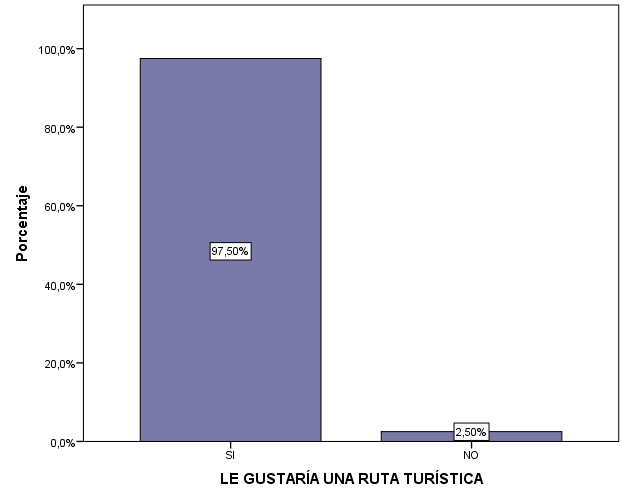 Porcentaje
100,0%
80,0%
60,0%
40,0%
20,0%
0,0%
97,50%
2,50%
SI
NO
LE GUSTARÍA UNA RUTA TURÍSTICA